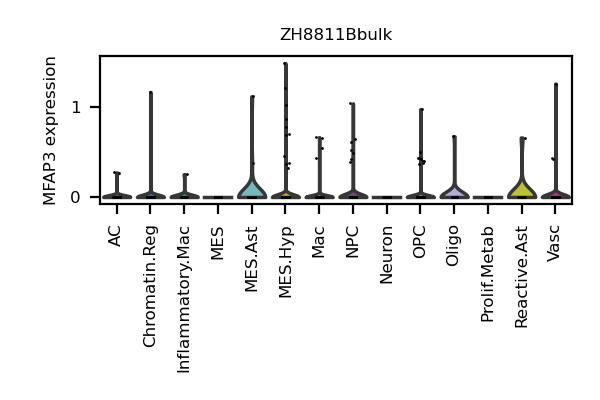 ZH8811Bbulk
MFAP3 expression
1
0
AC
Chromatin.Reg
Inflammatory.Mac
MES
MES.Ast
MES.Hyp
Mac
NPC
Neuron
OPC
Oligo
Prolif.Metab
Reactive.Ast
Vasc